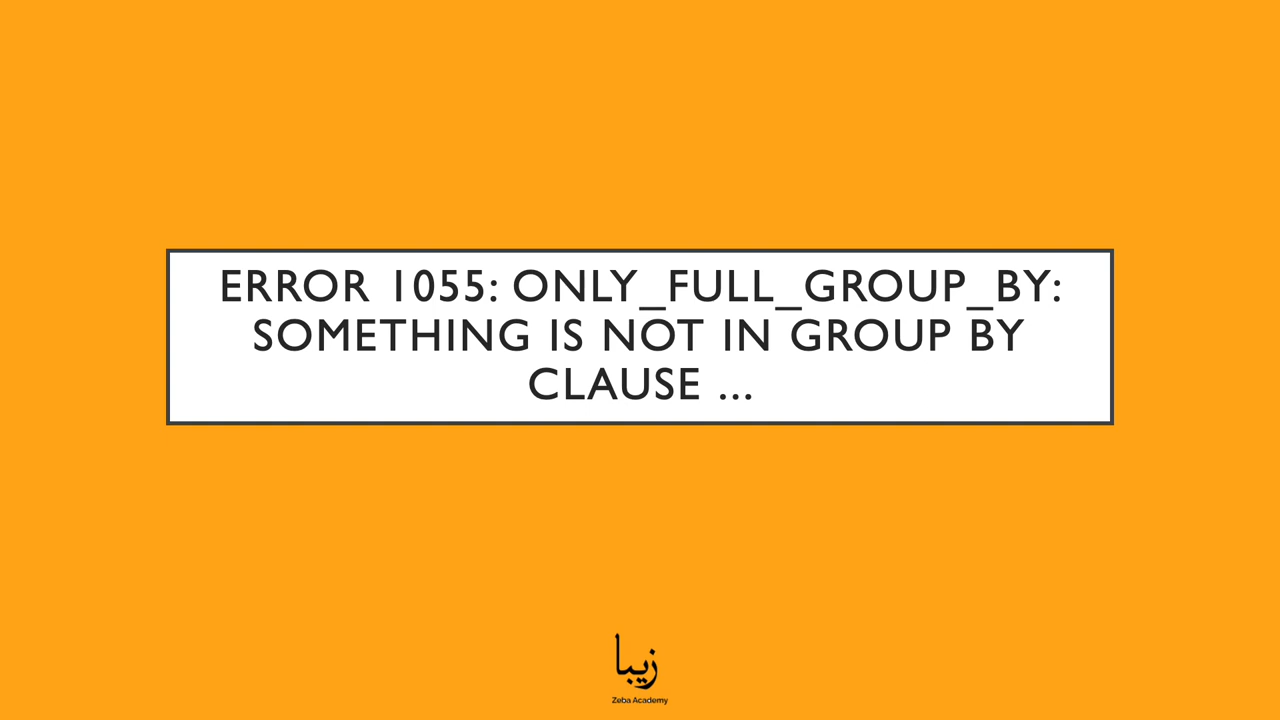 ERROR 1055: ONLY_FULL_GROUP_BY:
SOMETHING IS NOT IN GROUP BY
CLAUSE ...
زيبا
Zeba Academy